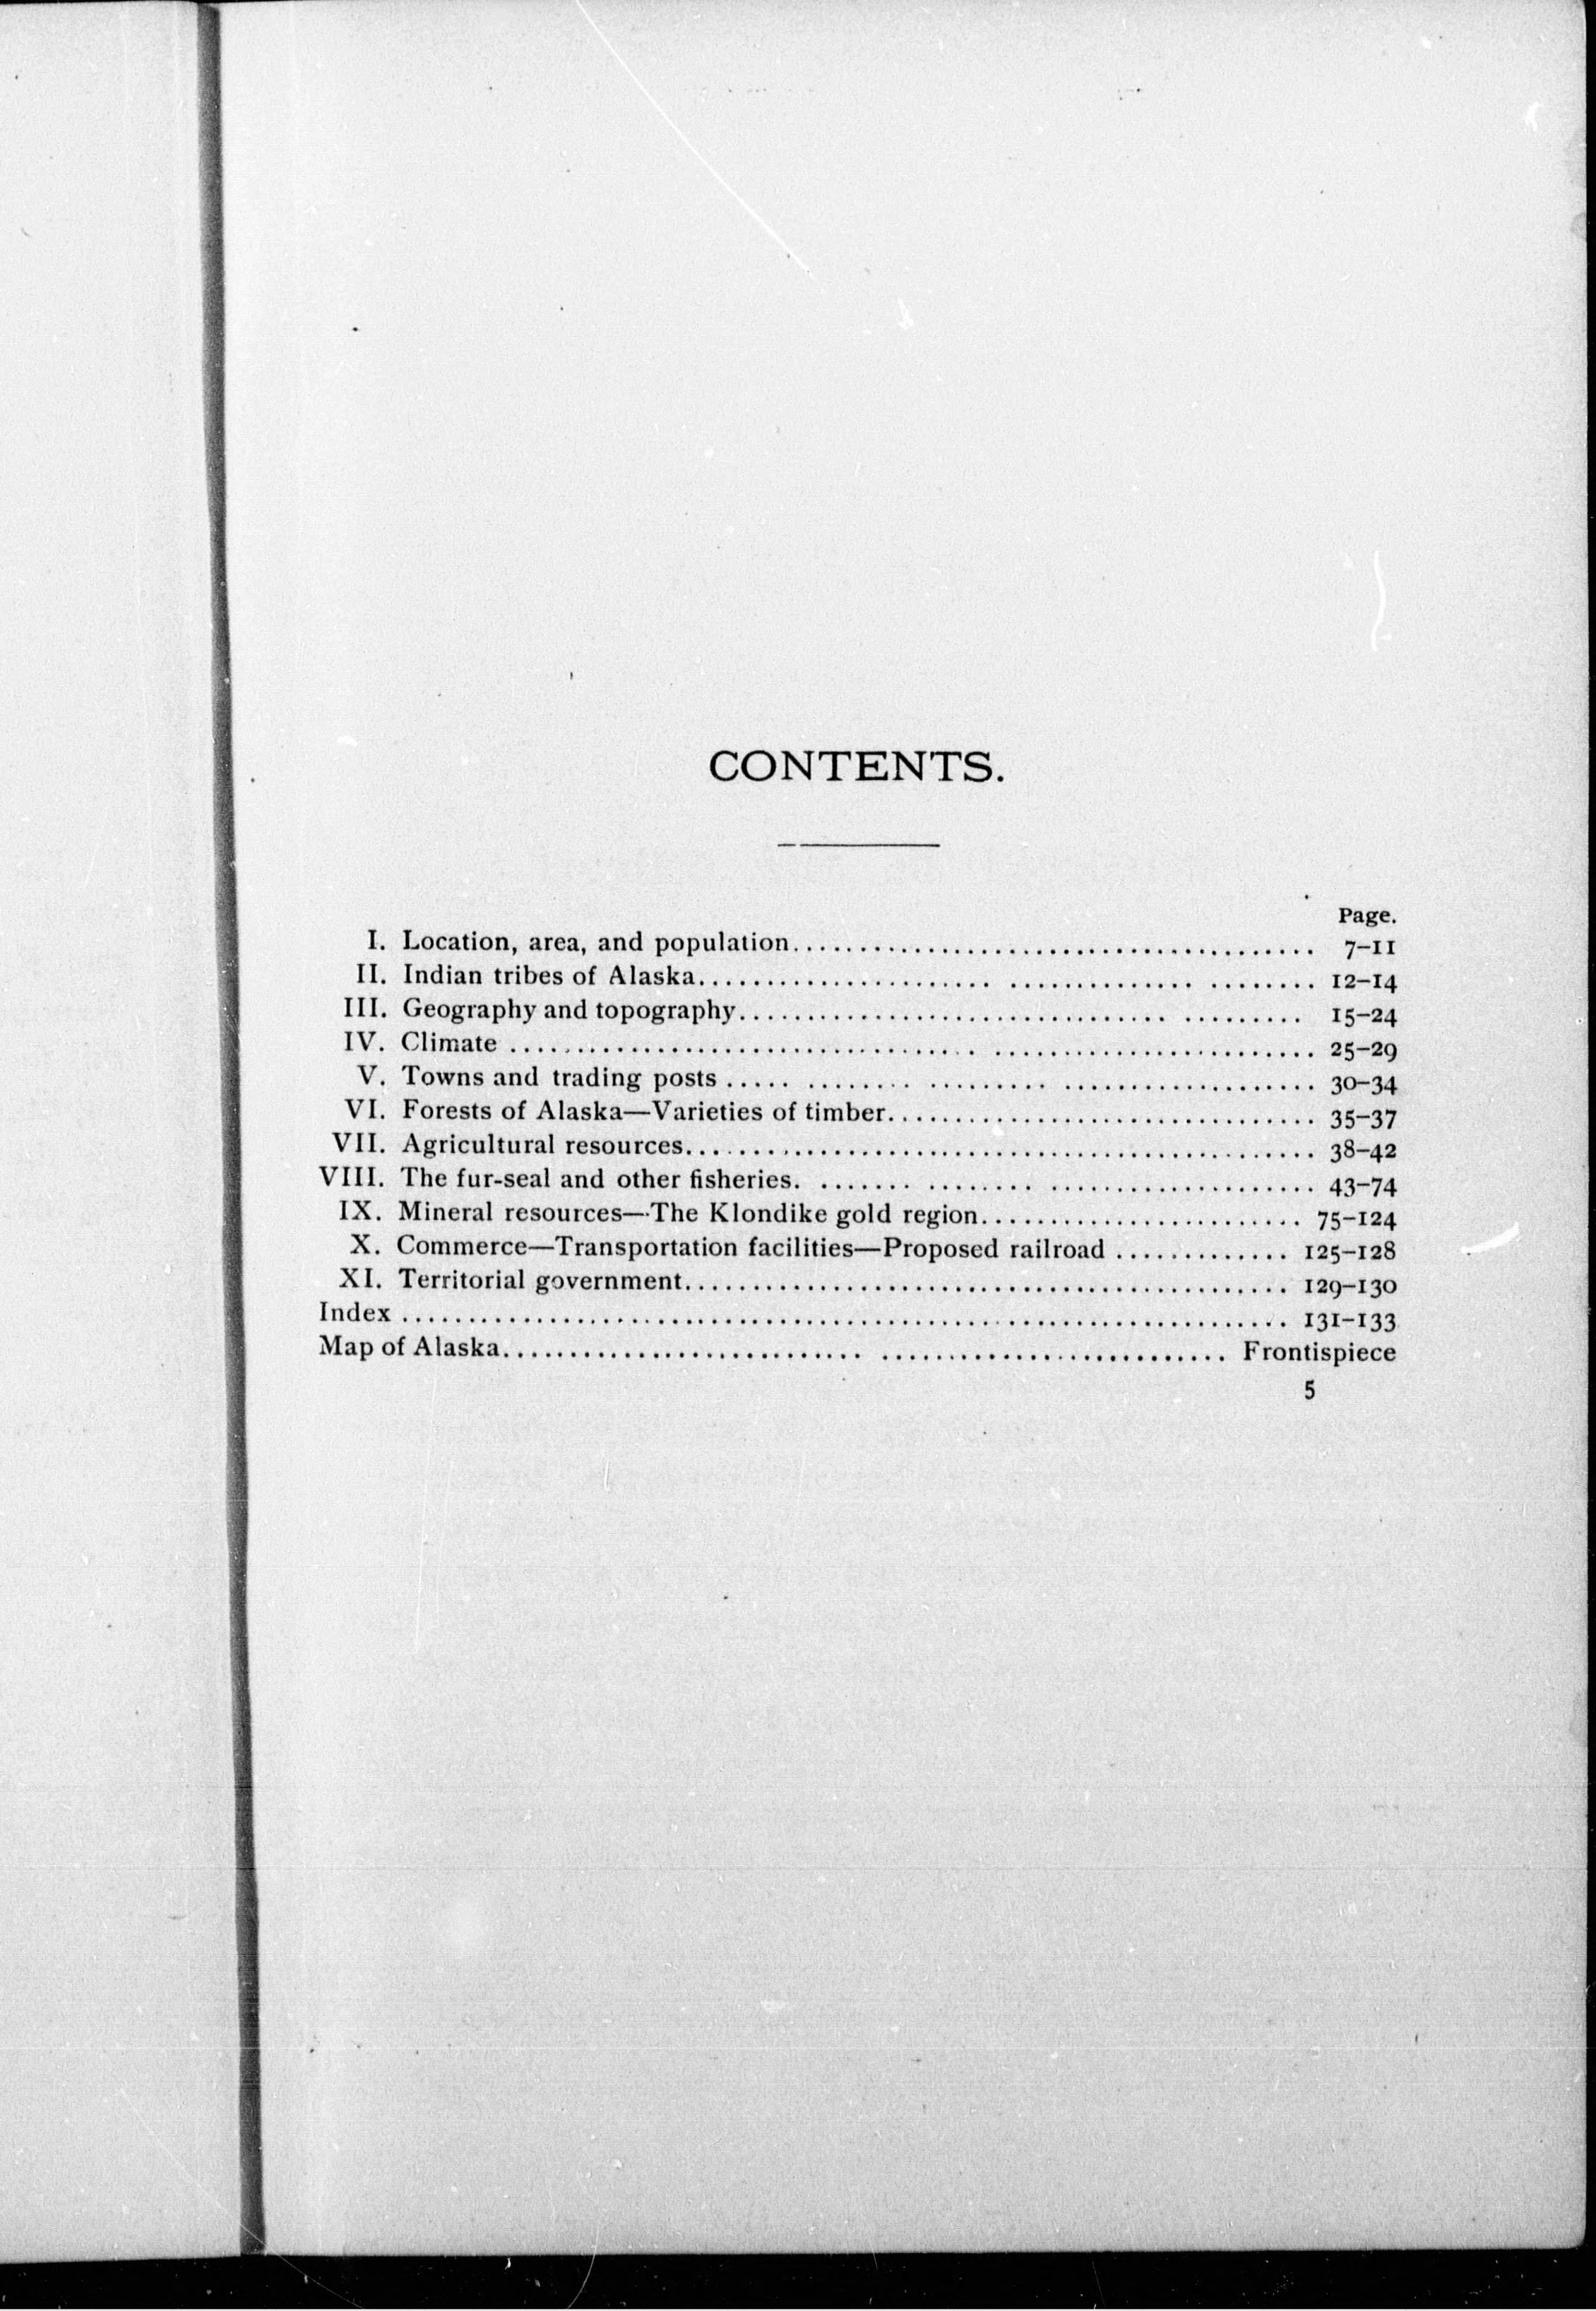 CONTENTS.
Page.
I. Location, area, and population........................................ 7–11
II. Indian tribes of Alaska...................... .............. ........ 12–14
III. Geography and topography................................ ......... 15–24
IV. Climate ................................... ........................ 25–29
V. Towns and trading posts ..... ........ ......... ................... 30–34
VI. Forests of Alaska—Varieties of timber................................ 35–37
VII. Agricultural resources............................................... 38–42
VIII. The fur-seal and other fisheries. ....... ........ .................... 43–74
IX. Mineral resources—The Klondike gold region........................ 75–124
X. Commerce—Transportation facilities—Proposed railroad ............. 125–128
XI. Territorial government............................................. 129–130
Index .................................................................. 131–133
Map of Alaska........................... .......................... Frontispiece
5